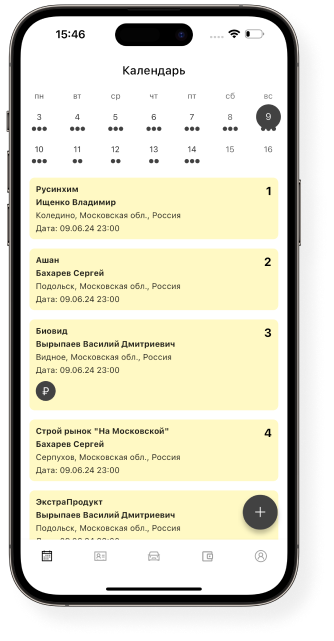 15:46
Календарь
пн вт ср чт пт сб вс
3 4 5 6 7 8 9
10 11 12 13 14 15 16
Русинхим 1
Ищенко Владимир
Коледино, Московская обл., Россия
Дата: 09.06.24 23:00
Ашан 2
Бахарев Сергей
Подольск, Московская обл., Россия
Дата: 09.06.24 23:00
Биовид 3
Вырыпаев Василий Дмитриевич
Видное, Московская обл., Россия
Дата: 09.06.24 23:00
₽
Строй рынок "На Московской" 4
Бахарев Сергей
Серпухов, Московская обл., Россия
Дата: 09.06.24 23:00
ЭкстраПродукт
Вырыпаев Василий Дмитриевич
Подольск, Московская обл., Россия